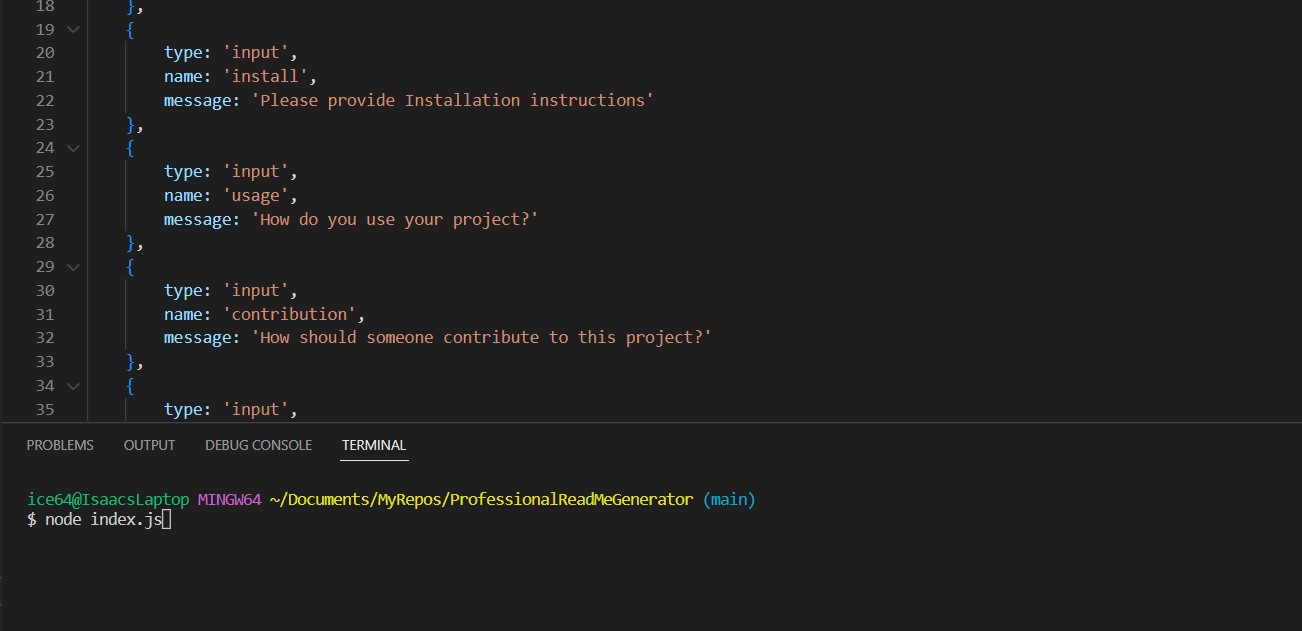 18 },
19 {
20 type: 'input',
21 name: 'install',
22 message: 'Please provide Installation instructions'
23 },
24 {
25 type: 'input',
26 name: 'usage',
27 message: 'How do you use your project?'
28 },
29 {
30 type: 'input',
31 name: 'contribution',
32 message: 'How should someone contribute to this project?'
33 },
34 {
35 type: 'input',
PROBLEMS OUTPUT DEBUG CONSOLE TERMINAL
ice64@IsaacsLaptop MINGW64 ~/Documents/MyRepos/ProfessionalReadMeGenerator (main)
$ node index.js